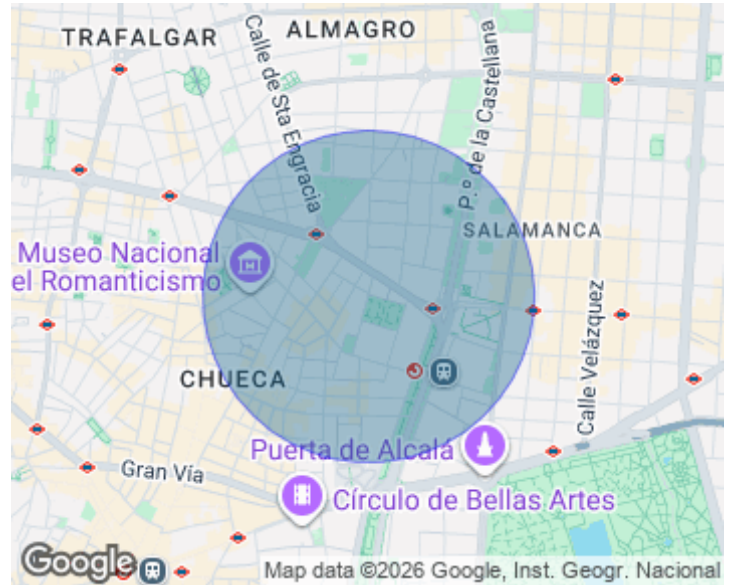 TRAFALGAR
ALMAGRO
Calle de Sta Engracia
P.º de la Castellana
SALAMANCA
Museo Nacional
el Romanticismo
Calle Velázquez
CHUECA
Puerta de Alcalá
Gran Vía
Círculo de Bellas Artes
Google
Map data ©2026 Google, Inst. Geogr. Nacional